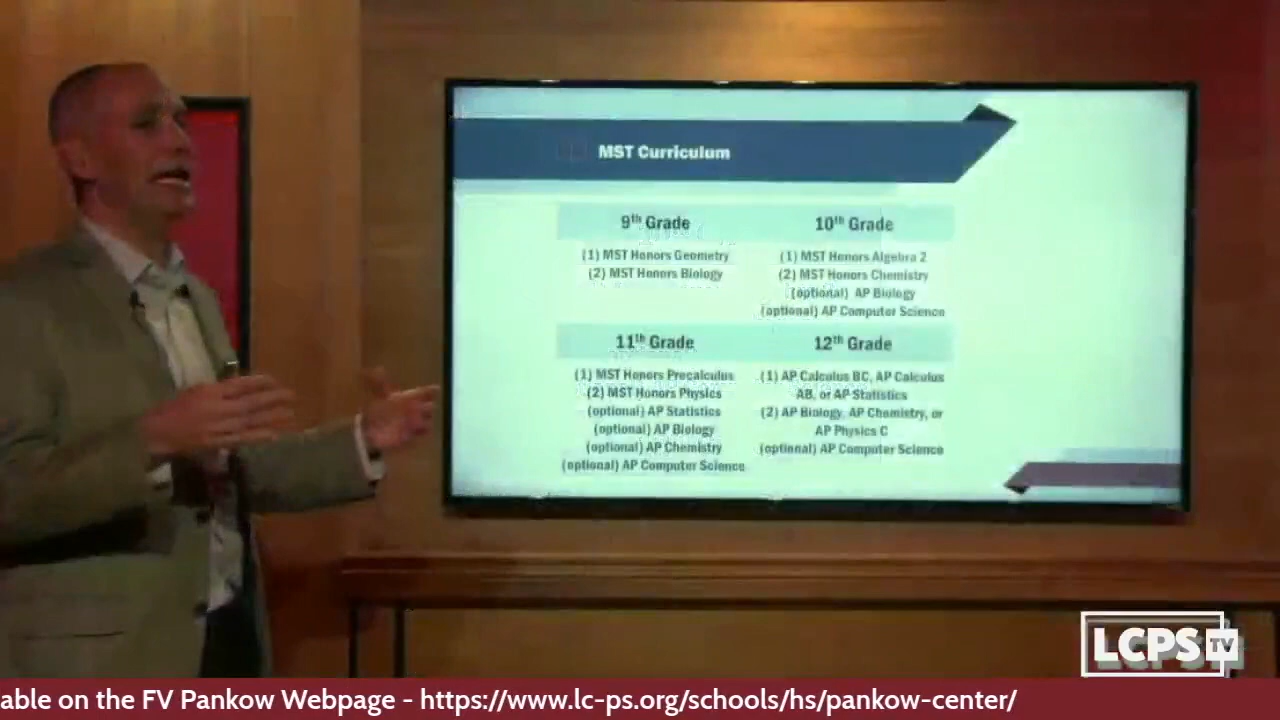 MST Curriculum
9th Grade
(1) MST Honors Geometry
(2) MST Honors Biology
10th Grade
(1) MST Honors Algebra 2
(2) MST Honors Chemistry
(optional) AP Biology
(optional) AP Computer Science
11th Grade
(1) MST Honors Precalculus
(2) MST Honors Physics
(optional) AP Statistics
(optional) AP Biology
(optional) AP Chemistry
(optional) AP Computer Science
12th Grade
(1) AP Calculus BC, AP Calculus
AB, or AP Statistics
(2) AP Biology, AP Chemistry, or
AP Physics C
(optional) AP Computer Science
LCPS TV
able on the FV Pankow Webpage - https://www.lc-ps.org/schools/hs/pankow-center/